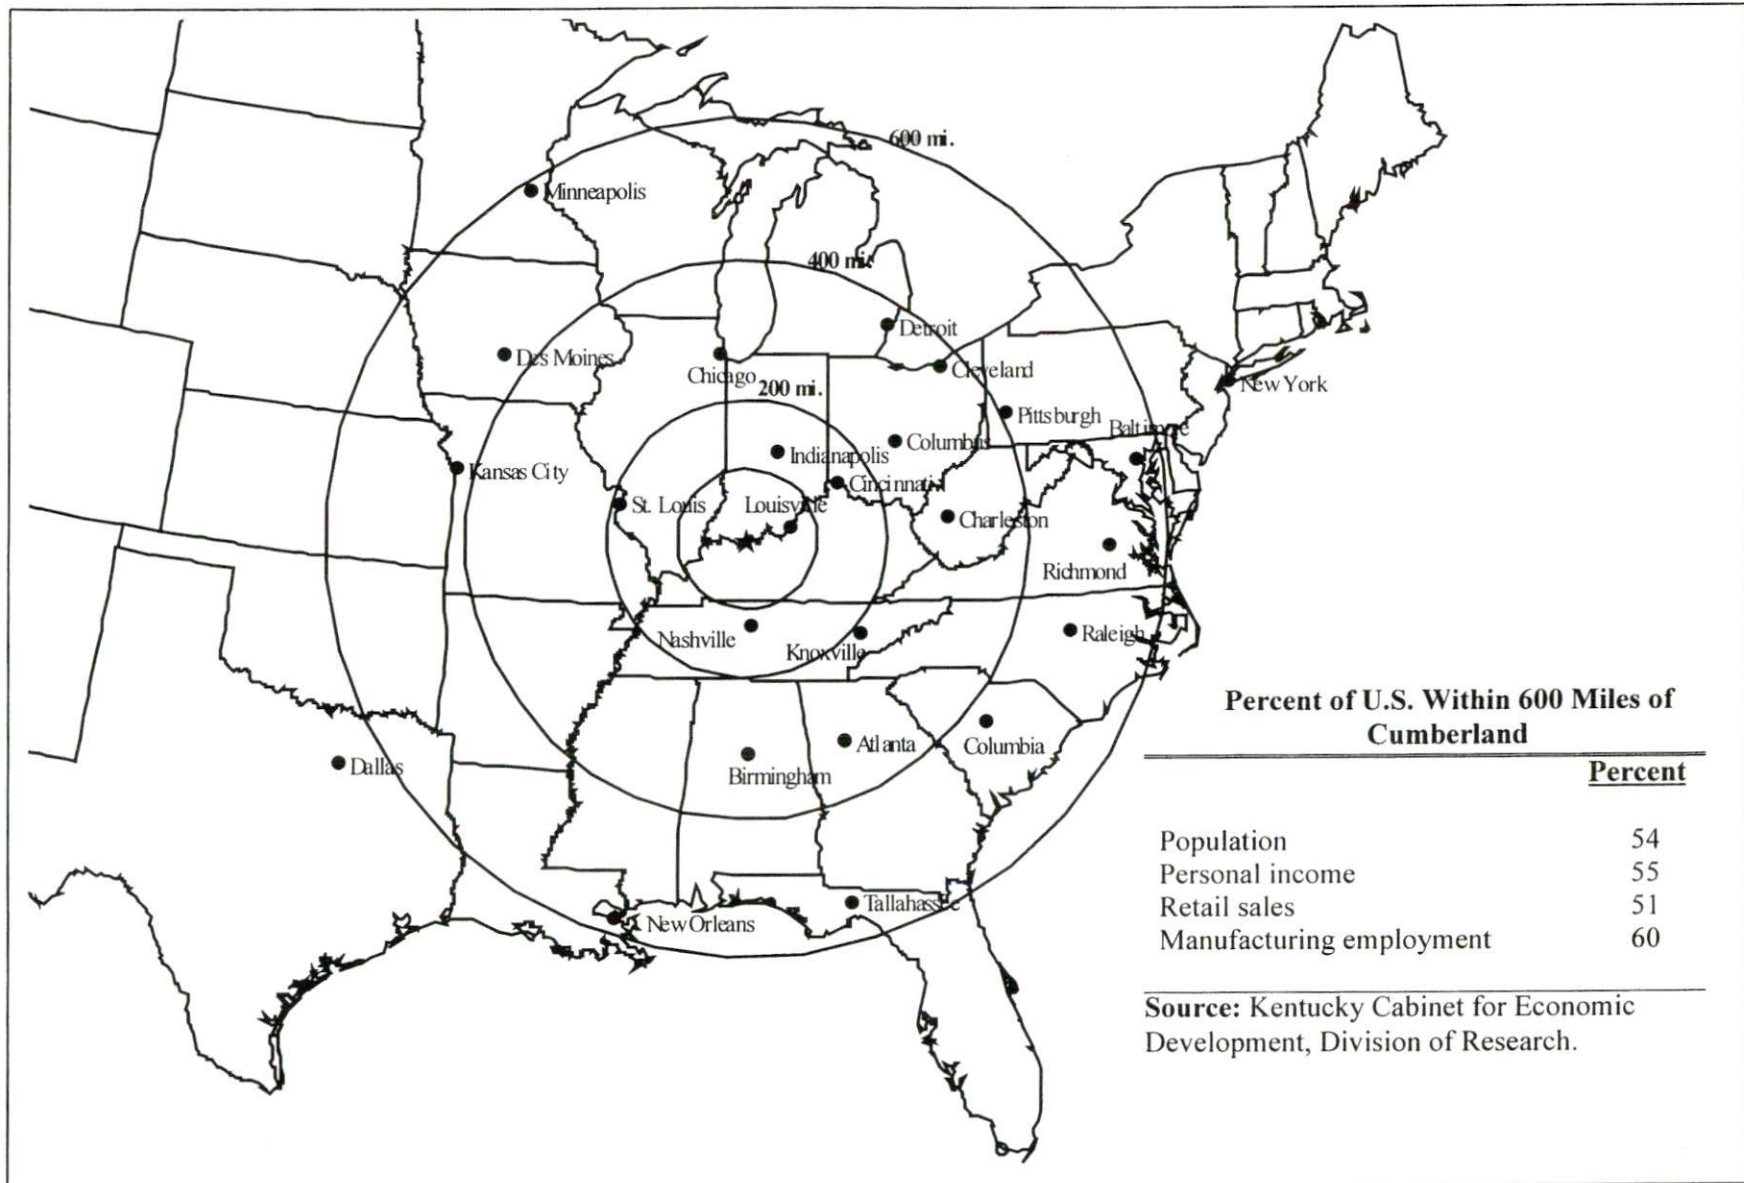 600 mi.
Minneapolis
400 mi.
Detroit
Des Moines
Chicago
Cleveland
New York
200 mi.
Pittsburgh
Baltimore
Columbus
Indianapolis
Kansas City
Cincinnati
St. Louis
Louisville
Charleston
Richmond
Nashville
Knoxville
Raleigh
Percent of U.S. Within 600 Miles of
Cumberland
Atlanta
Columbia
Dallas
Birmingham
Percent
Population 54
Personal income 55
Retail sales 51
Tallahassee
New Orleans
Manufacturing employment 60
Source: Kentucky Cabinet for Economic
Development, Division of Research.